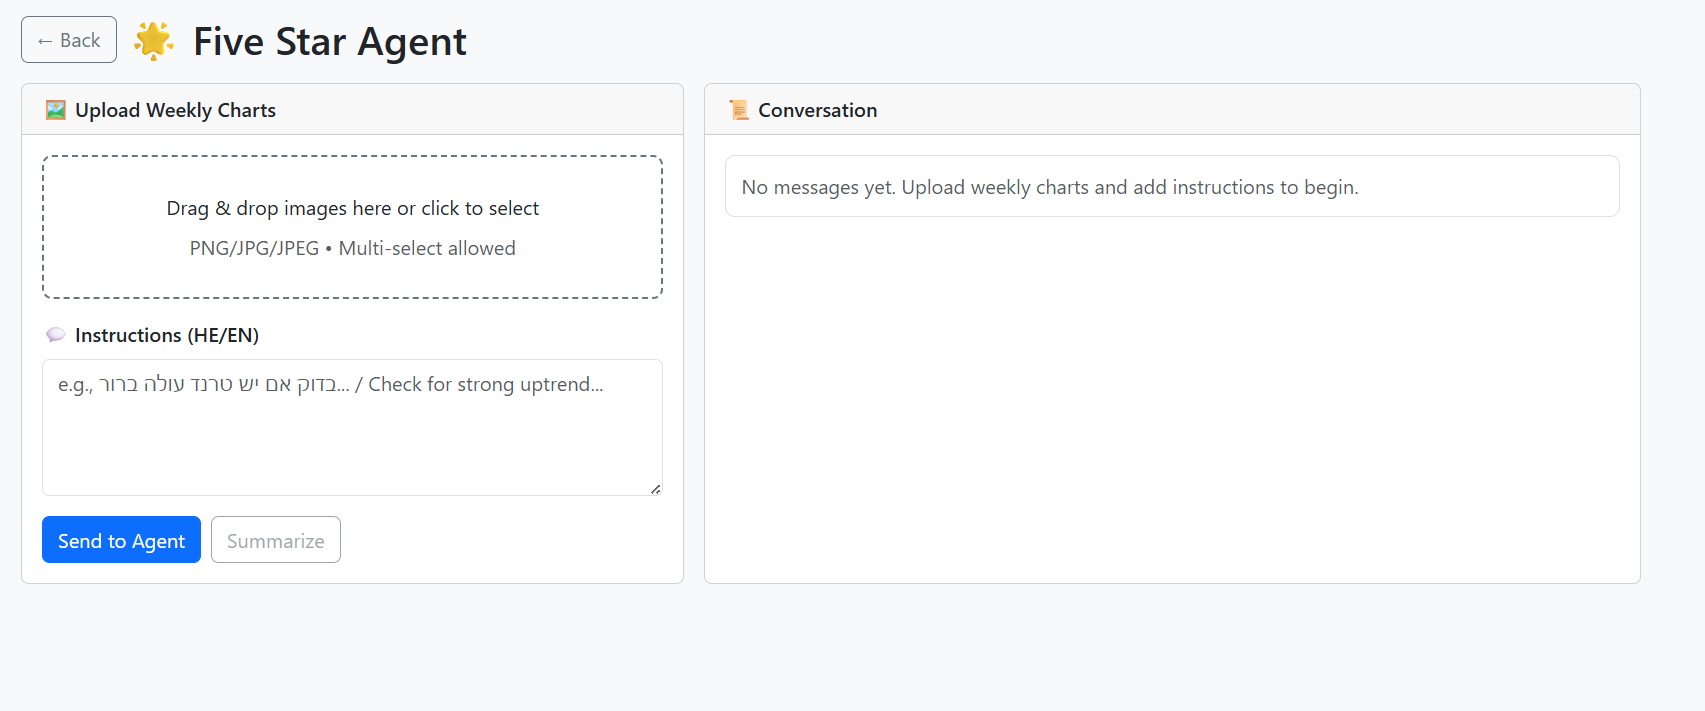 ← Back
Five Star Agent
Upload Weekly Charts
Drag & drop images here or click to select
PNG/JPG/JPEG • Multi-select allowed
Instructions (HE/EN)
e.g., בדוק אם יש טרנד עולה ברור... / Check for strong uptrend...
Send to Agent
Summarize
Conversation
No messages yet. Upload weekly charts and add instructions to begin.